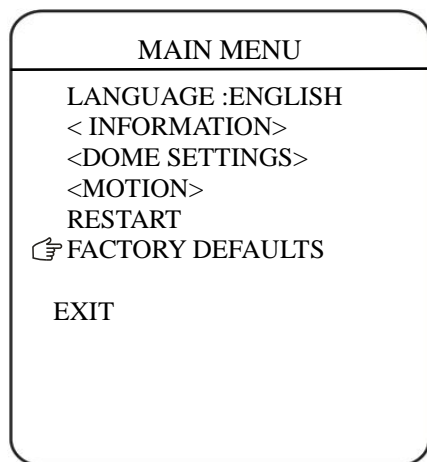 MAIN MENU
LANGUAGE :ENGLISH
< INFORMATION>
<DOME SETTINGS>
<MOTION>
RESTART
FACTORY DEFAULTS
EXIT